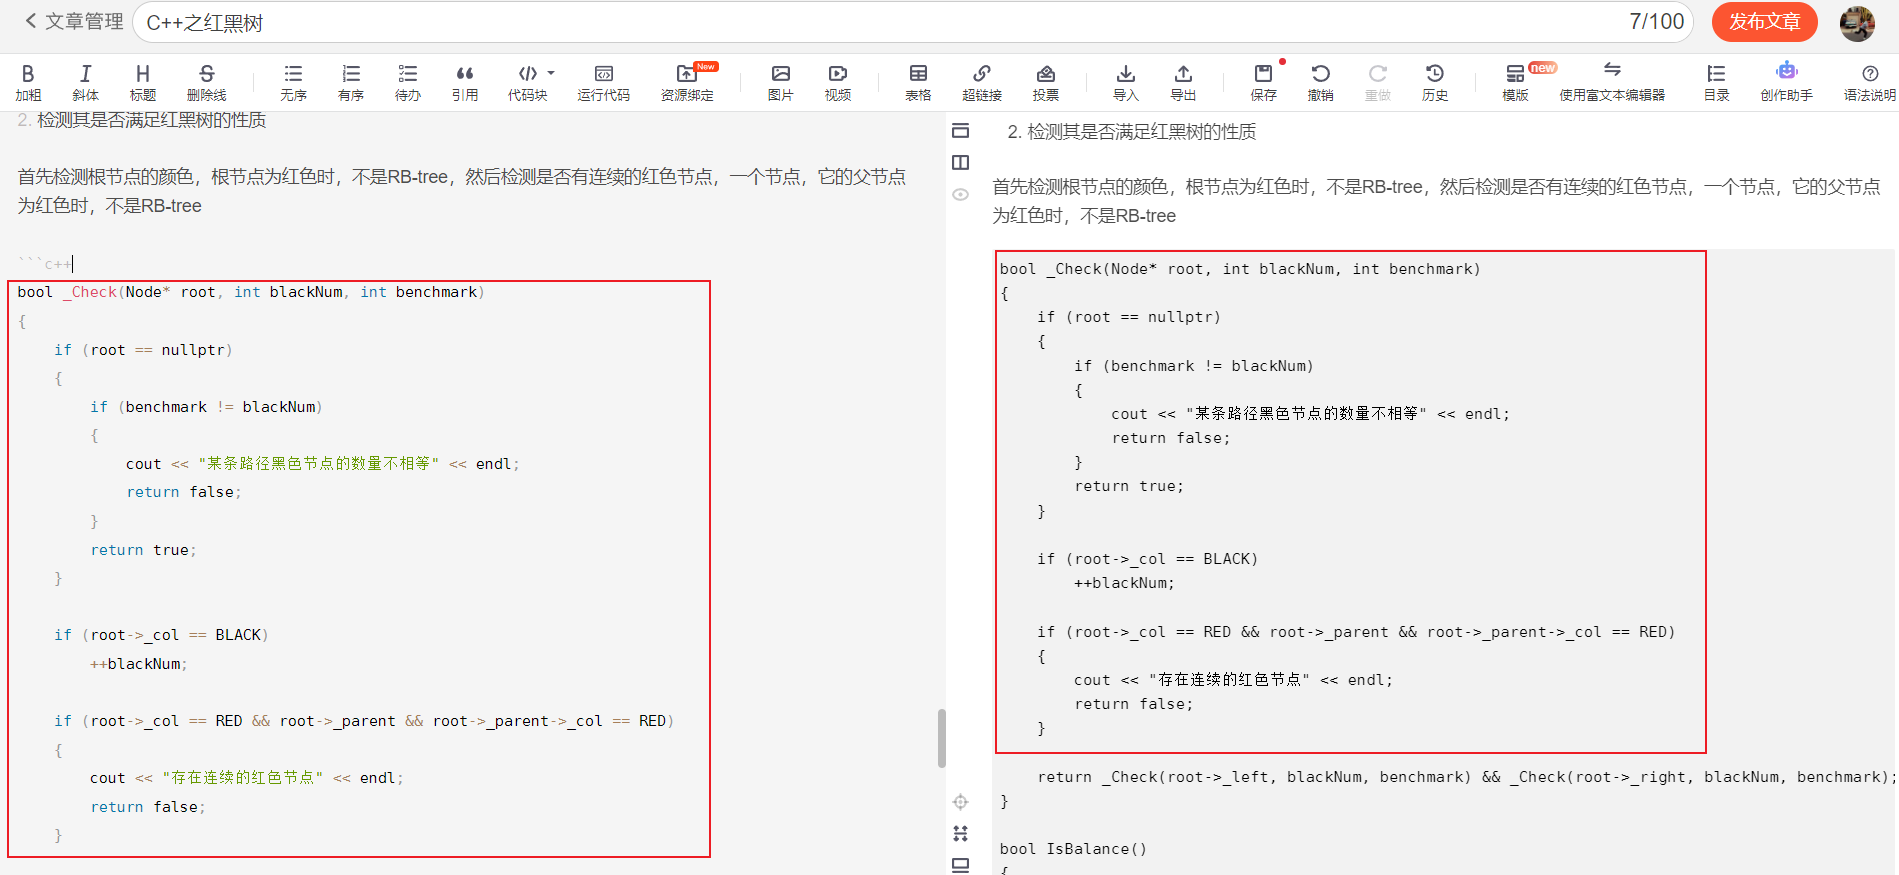 文章管理
C++之红黑树
7/100
发布文章
B I H S New New new
加粗 斜体 标题 删除线 无序 有序 待办 引用 代码块 运行代码 资源绑定 图片 视频 表格 超链接 投票 导入 导出 保存 撤销 重做 历史 模版 使用富文本编辑器 目录 创作助手 语法说明
2. 检测其是否满足红黑树的性质
首先检测根节点的颜色，根节点为红色时，不是RB-tree，然后检测是否有连续的红色节点，一个节点，它的父节点
为红色时，不是RB-tree
```c++
bool _Check(Node* root, int blackNum, int benchmark)
{
if (root == nullptr)
{
if (benchmark != blackNum)
{
cout << "某条路径黑色节点的数量不相等" << endl;
return false;
}
return true;
}
if (root->_col == BLACK)
++blackNum;
if (root->_col == RED && root->_parent && root->_parent->_col == RED)
{
cout << "存在连续的红色节点" << endl;
return false;
}
2. 检测其是否满足红黑树的性质
首先检测根节点的颜色，根节点为红色时，不是RB-tree，然后检测是否有连续的红色节点，一个节点，它的父节点
为红色时，不是RB-tree
bool _Check(Node* root, int blackNum, int benchmark)
{
if (root == nullptr)
{
if (benchmark != blackNum)
{
cout << "某条路径黑色节点的数量不相等" << endl;
return false;
}
return true;
}
if (root->_col == BLACK)
++blackNum;
if (root->_col == RED && root->_parent && root->_parent->_col == RED)
{
cout << "存在连续的红色节点" << endl;
return false;
}
return _Check(root->_left, blackNum, benchmark) && _Check(root->_right, blackNum, benchmark);
}
bool IsBalance()
{